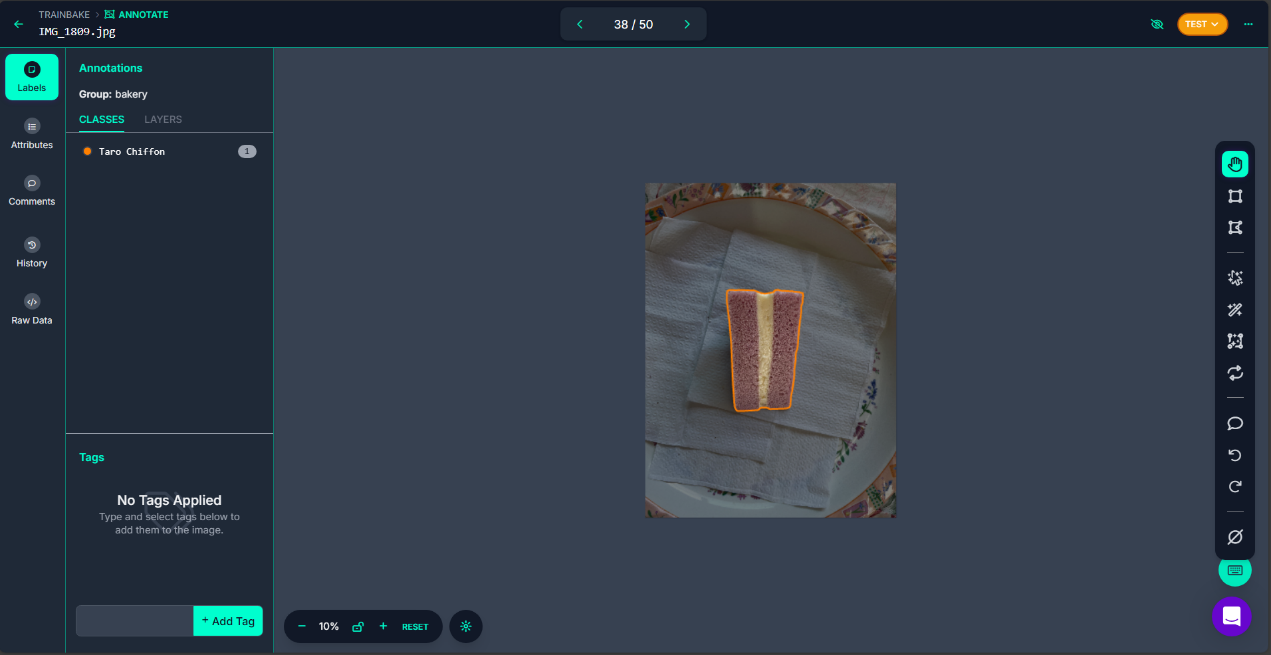 TRAINBAKE > ANNOTATE
IMG_1809.jpg
38 / 50
TEST
Labels
Attributes
Comments
History
Raw Data
Annotations
Group: bakery
CLASSES LAYERS
Taro Chiffon 1
Tags
No Tags Applied
Type and select tags below to
add them to the image.
+ Add Tag
10% RESET